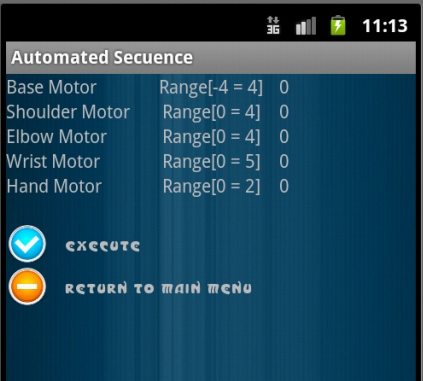 3G 11:13
Automated Secuence
Base Motor Range[-4 = 4] 0
Shoulder Motor Range[0 = 4] 0
Elbow Motor Range[0 = 4] 0
Wrist Motor Range[0 = 5] 0
Hand Motor Range[0 = 2] 0
EXECUTE
RETURN TO MAIN MENU